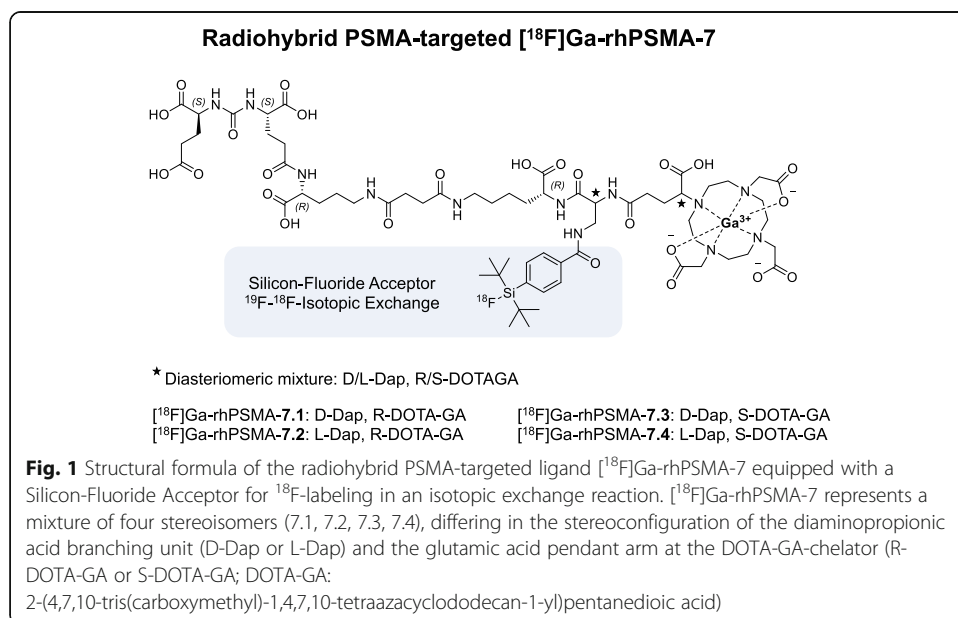 Radiohybrid PSMA-targeted [¹⁸F]Ga-rhPSMA-7
O
OH
(S)
H
N
O
H
N
(S)
O
OH
O
OH
O
NH
O
OH
(R)
H
N
O
O
N
H
O
OH
(R)
N
H
O
★
H
N
O
O
OH
★
N
N
N
N
Ga³⁺
O
O⁻
O⁻
O
O⁻
O
HN
O
Si
¹⁸F
Silicon-Fluoride Acceptor
¹⁹F-¹⁸F-Isotopic Exchange
★ Diasteriomeric mixture: D/L-Dap, R/S-DOTAGA
[¹⁸F]Ga-rhPSMA-7.1: D-Dap, R-DOTA-GA [¹⁸F]Ga-rhPSMA-7.3: D-Dap, S-DOTA-GA
[¹⁸F]Ga-rhPSMA-7.2: L-Dap, R-DOTA-GA [¹⁸F]Ga-rhPSMA-7.4: L-Dap, S-DOTA-GA
Fig. 1 Structural formula of the radiohybrid PSMA-targeted ligand [¹⁸F]Ga-rhPSMA-7 equipped with a
Silicon-Fluoride Acceptor for ¹⁸F-labeling in an isotopic exchange reaction. [¹⁸F]Ga-rhPSMA-7 represents a
mixture of four stereoisomers (7.1, 7.2, 7.3, 7.4), differing in the stereoconfiguration of the diaminopropionic
acid branching unit (D-Dap or L-Dap) and the glutamic acid pendant arm at the DOTA-GA-chelator (R-
DOTA-GA or S-DOTA-GA; DOTA-GA:
2-(4,7,10-tris(carboxymethyl)-1,4,7,10-tetraazacyclododecan-1-yl)pentanedioic acid)